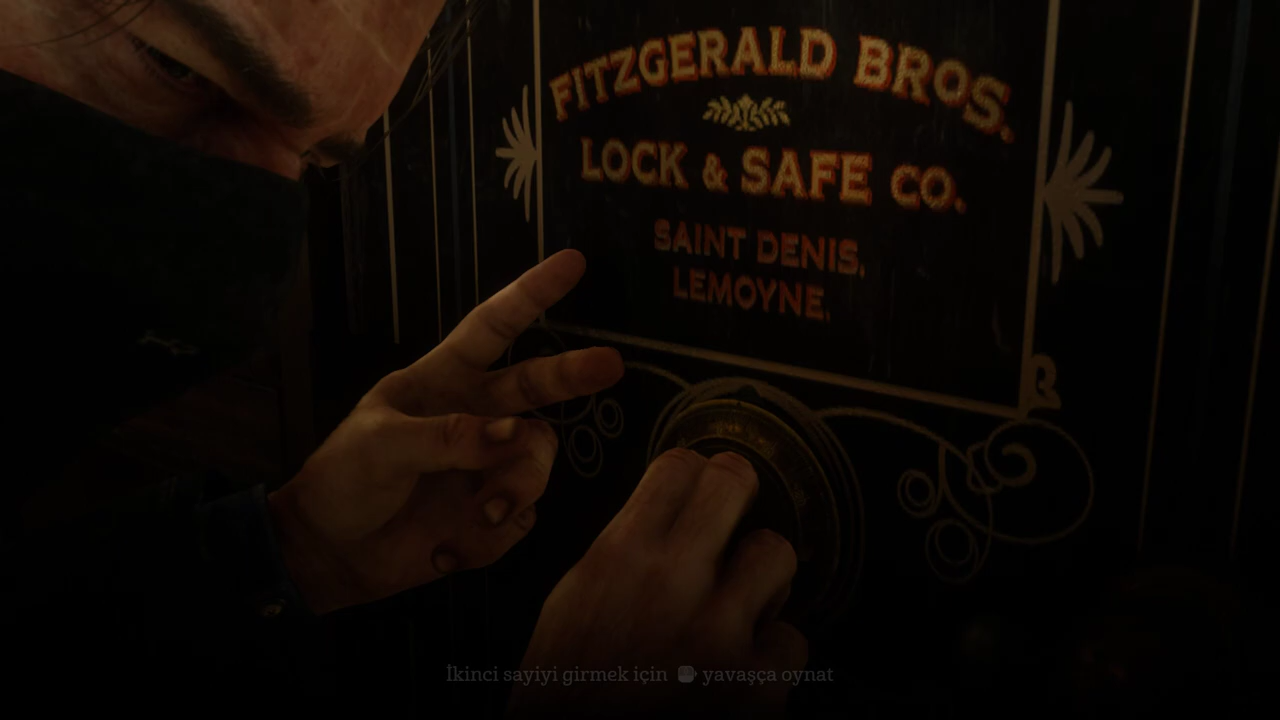 FITZGERALD BROS.
LOCK & SAFE CO.
SAINT DENIS,
LEMOYNE.
İkinci sayiyi girmek için yavaşça oynat